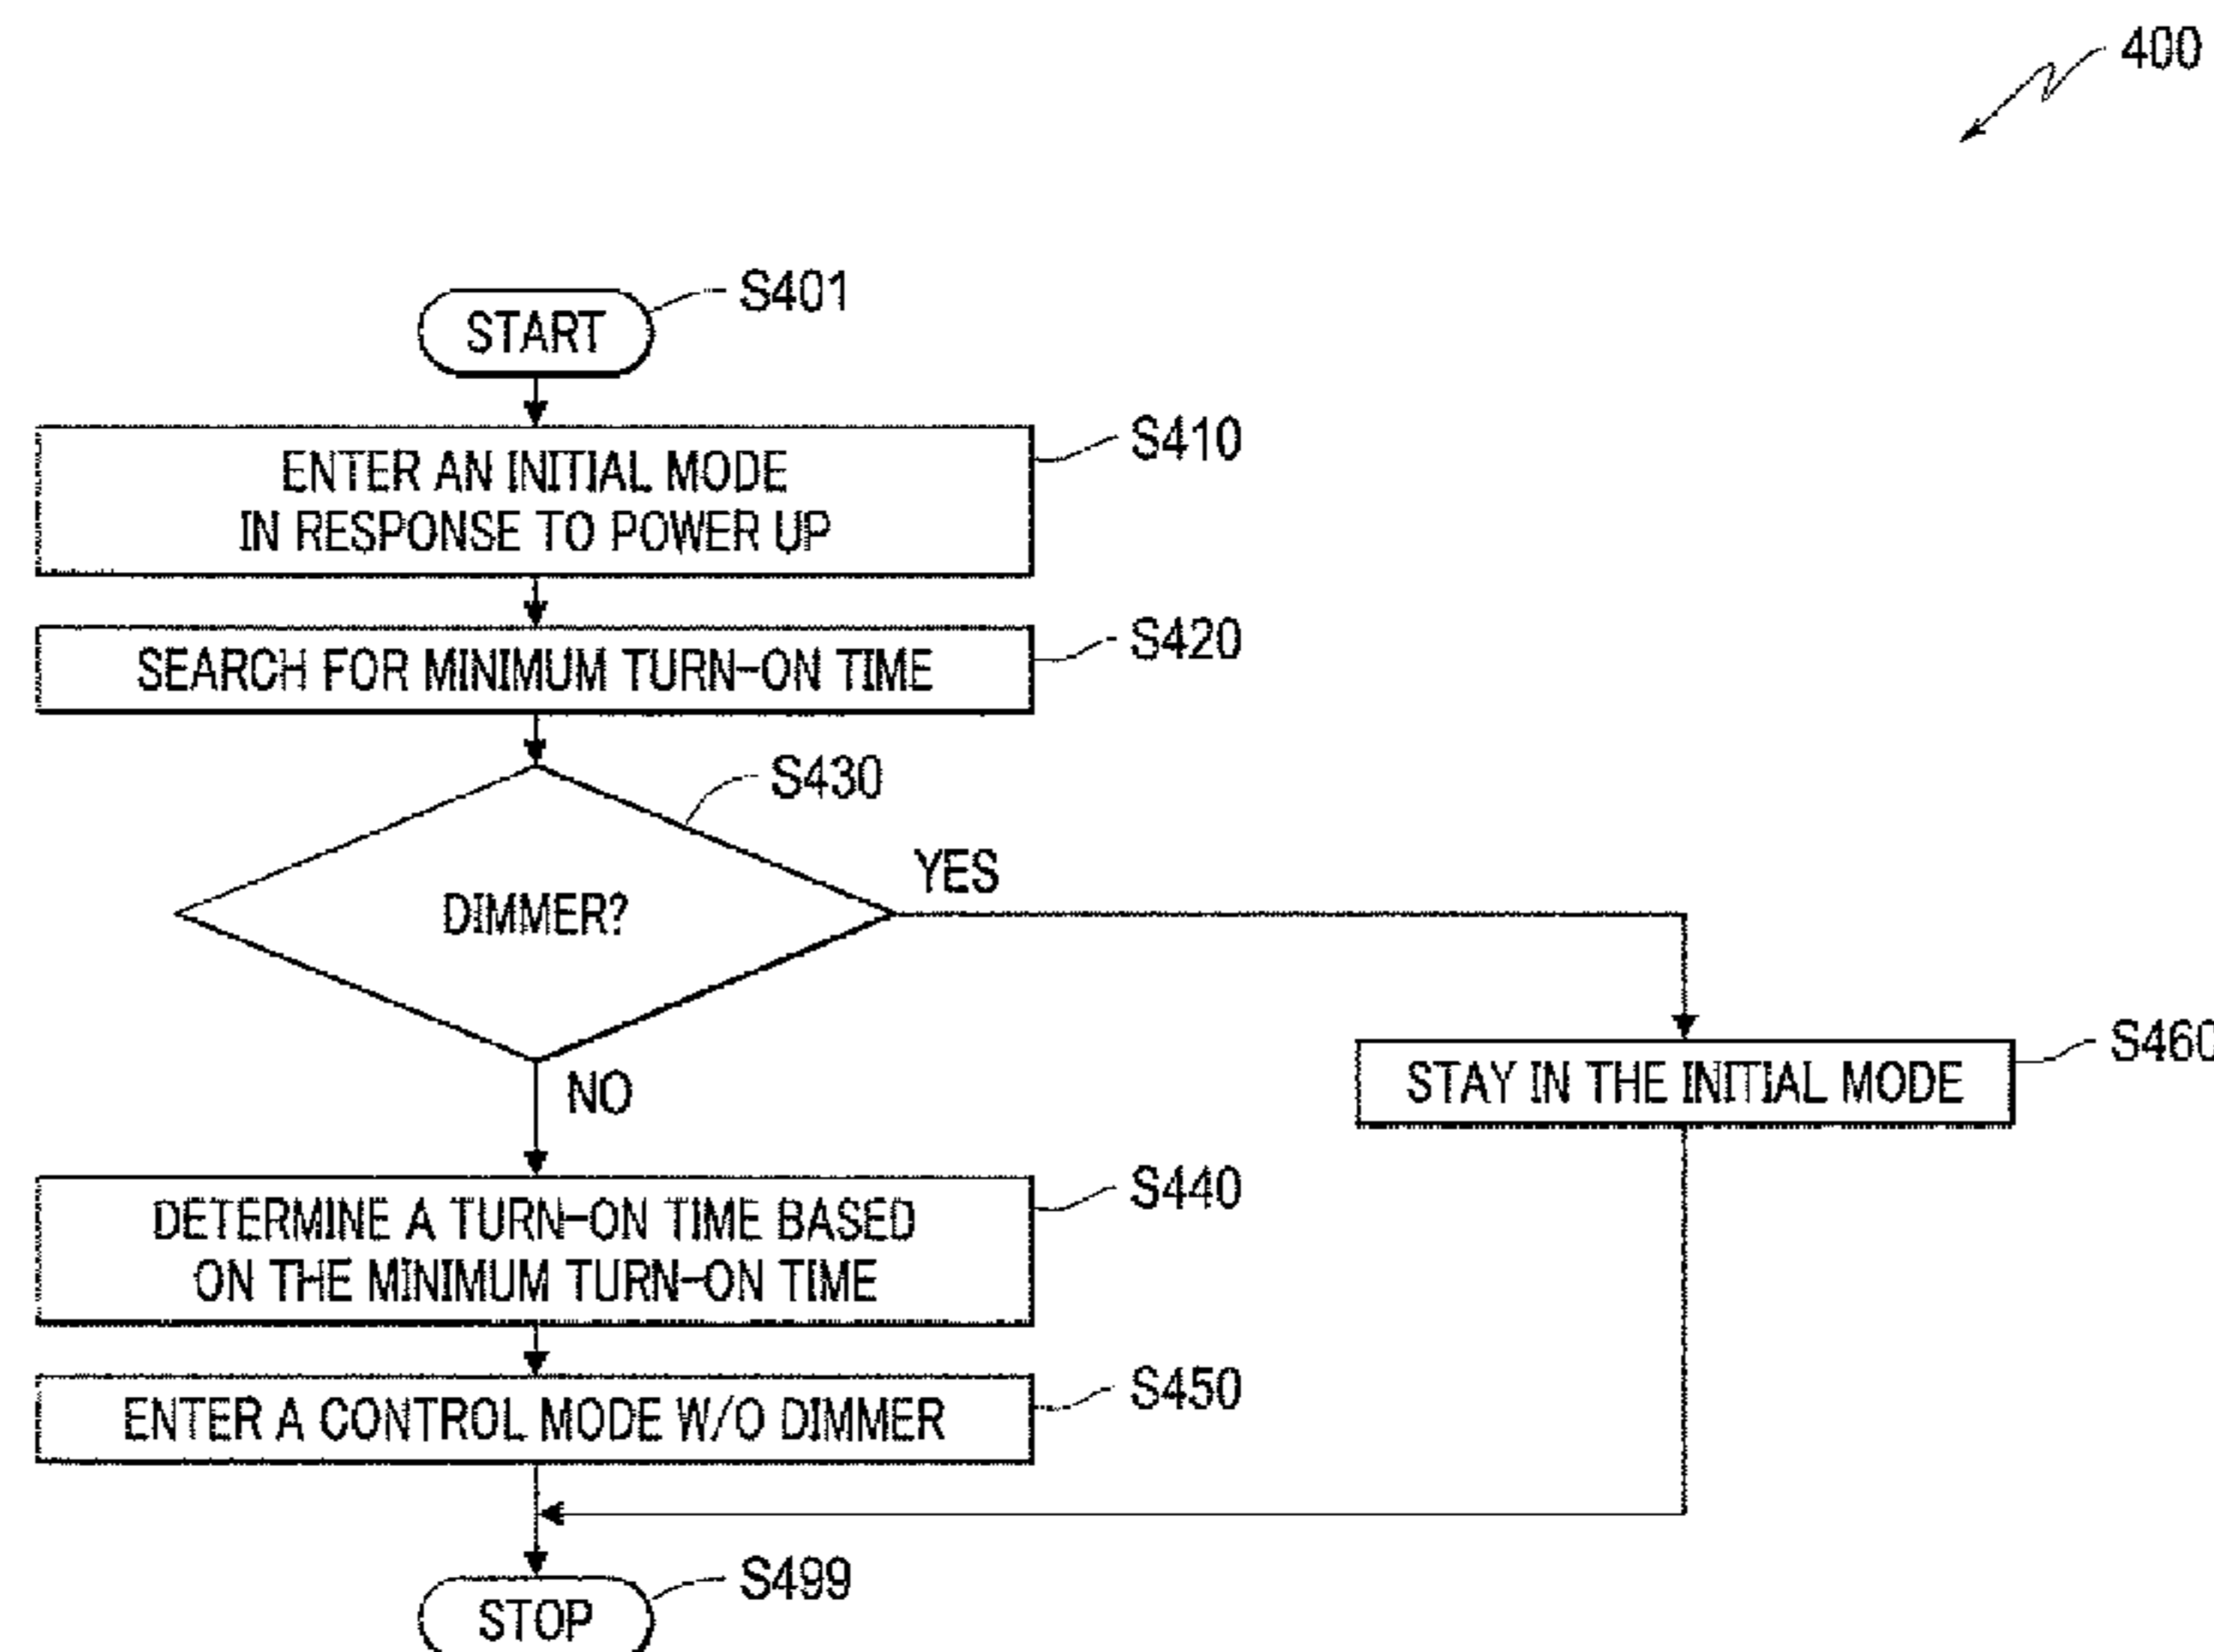 400
START
S401
ENTER AN INITIAL MODE
IN RESPONSE TO POWER UP
S410
SEARCH FOR MINIMUM TURN-ON TIME
S420
S430
DIMMER?
YES
NO
STAY IN THE INITIAL MODE
S460
DETERMINE A TURN-ON TIME BASED
ON THE MINIMUM TURN-ON TIME
S440
ENTER A CONTROL MODE W/O DIMMER
S450
STOP
S499